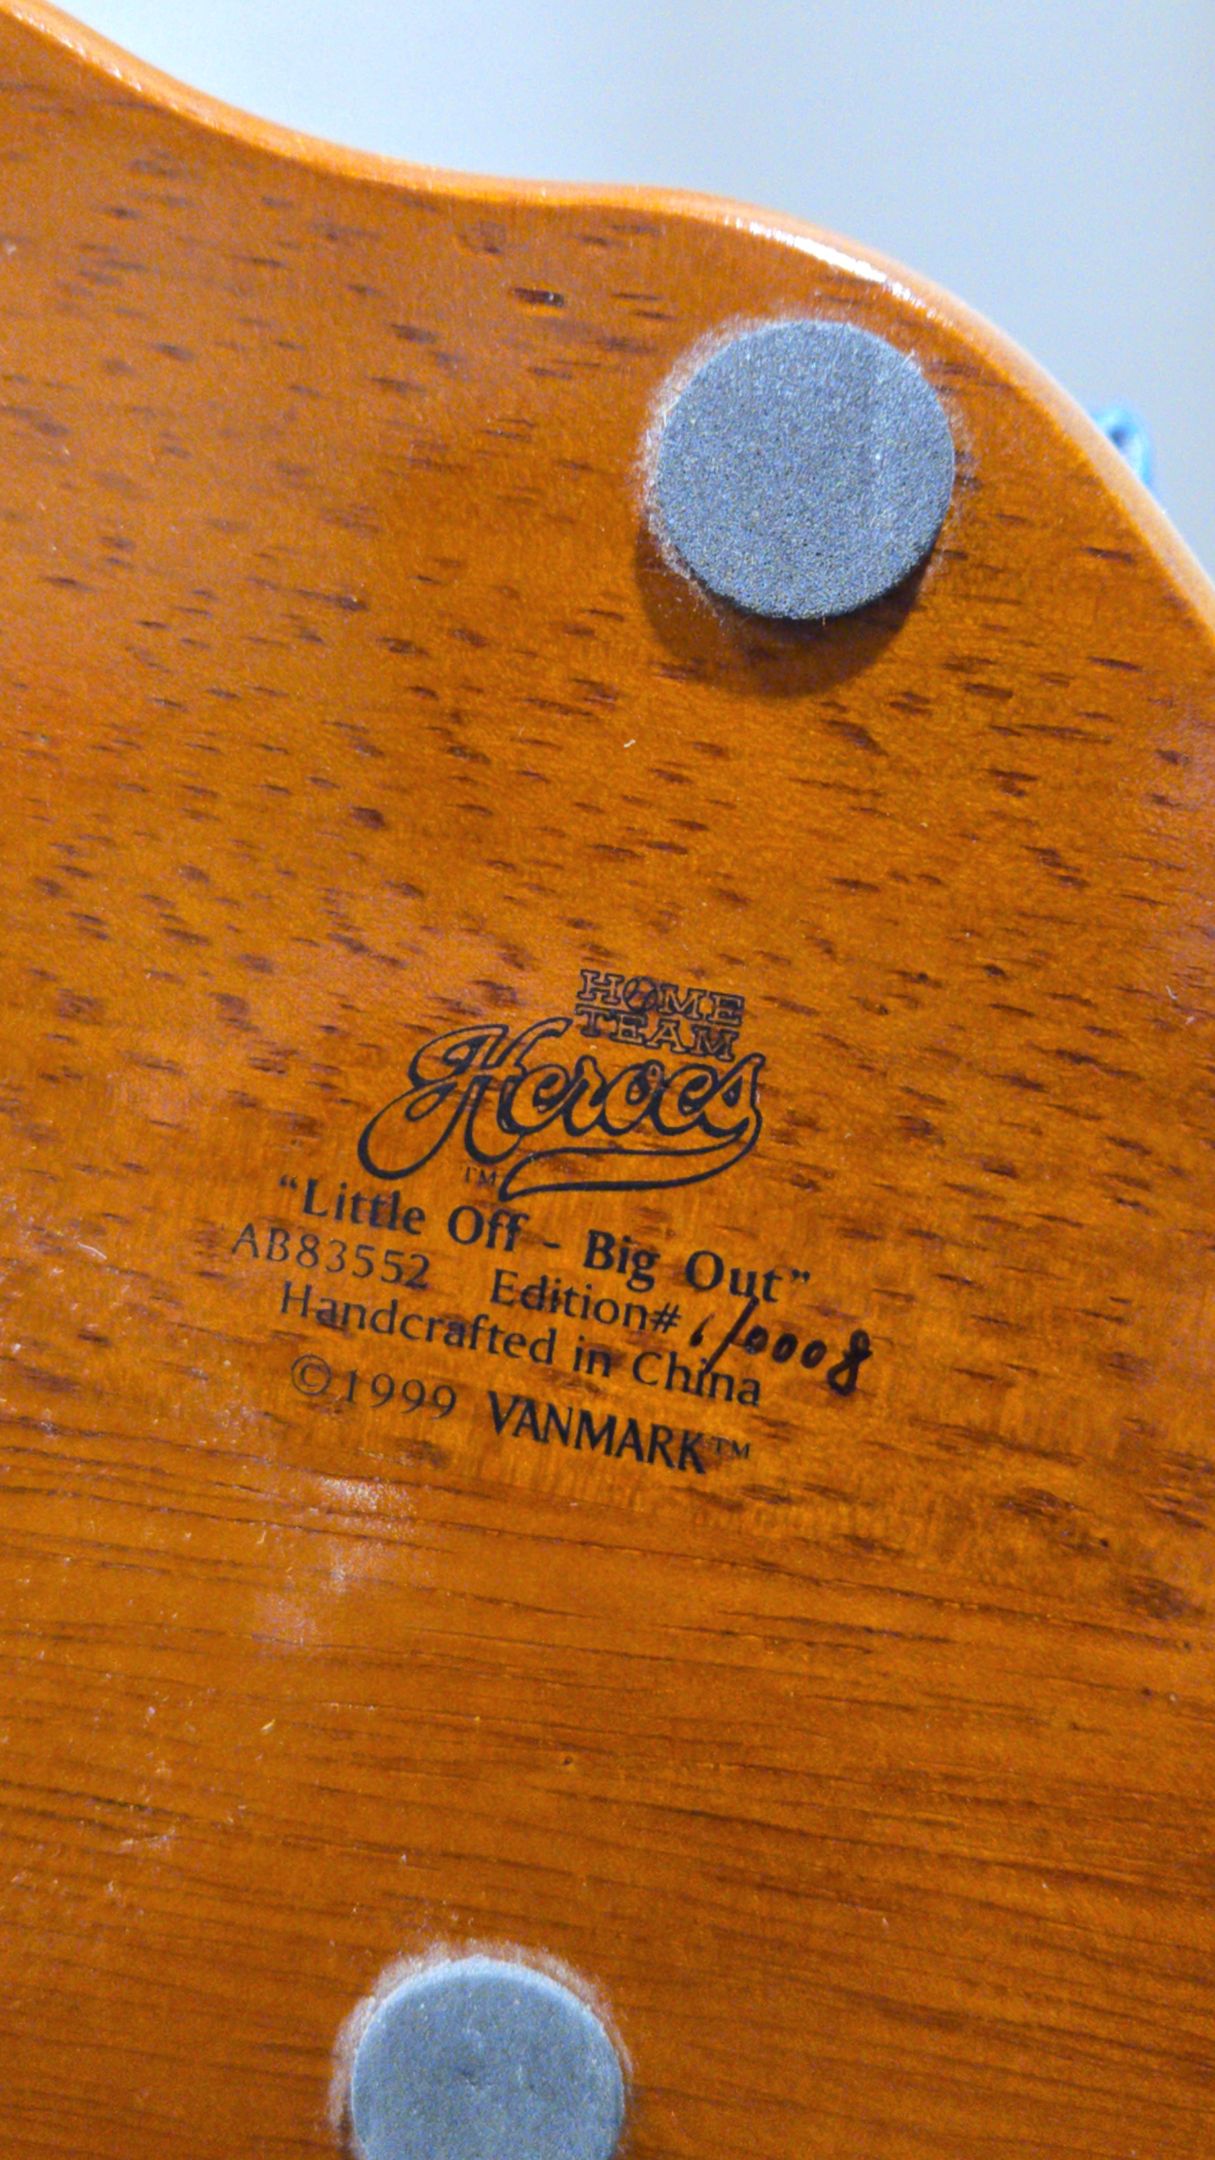 HOME
TEAM
Heroes
TM
“Little Off - Big Out”
AB83552 Edition# 1/0008
Handcrafted in China
©1999 VANMARK™